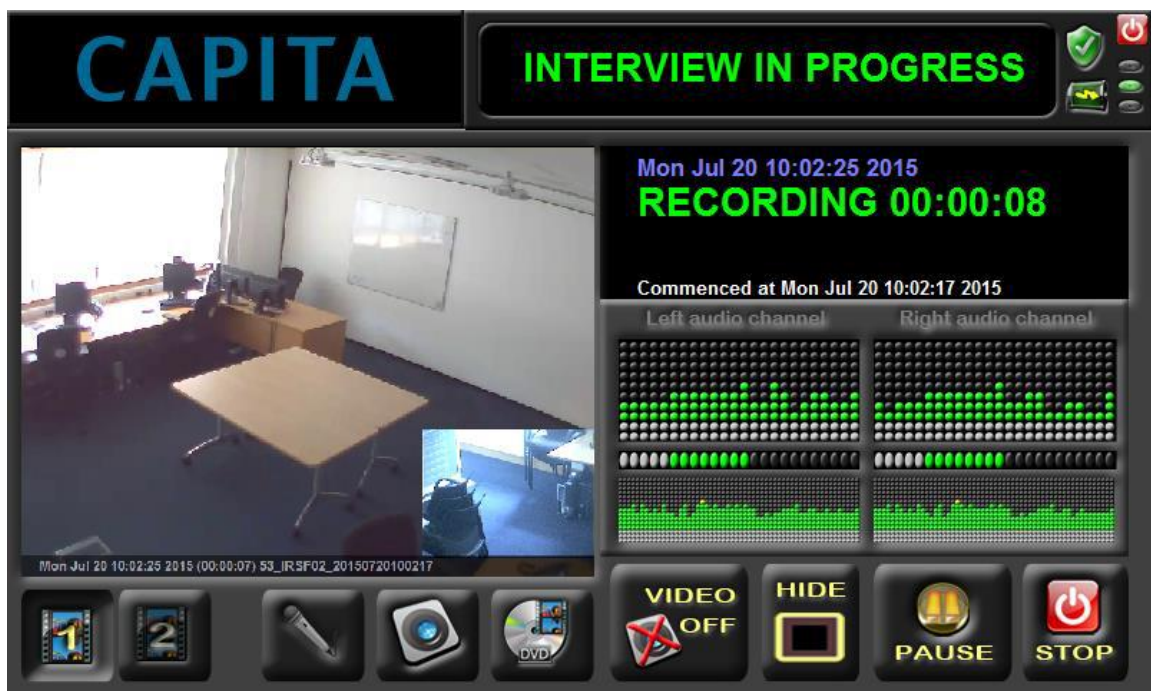 CAPITA
INTERVIEW IN PROGRESS
Mon Jul 20 10:02:25 2015
RECORDING 00:00:08
Commenced at Mon Jul 20 10:02:17 2015
Left audio channel
Right audio channel
Mon Jul 20 10:02:25 2015 (00:00:07) 53_IRSF02_20150720100217
1
2
DVD
VIDEO
OFF
HIDE
PAUSE
STOP